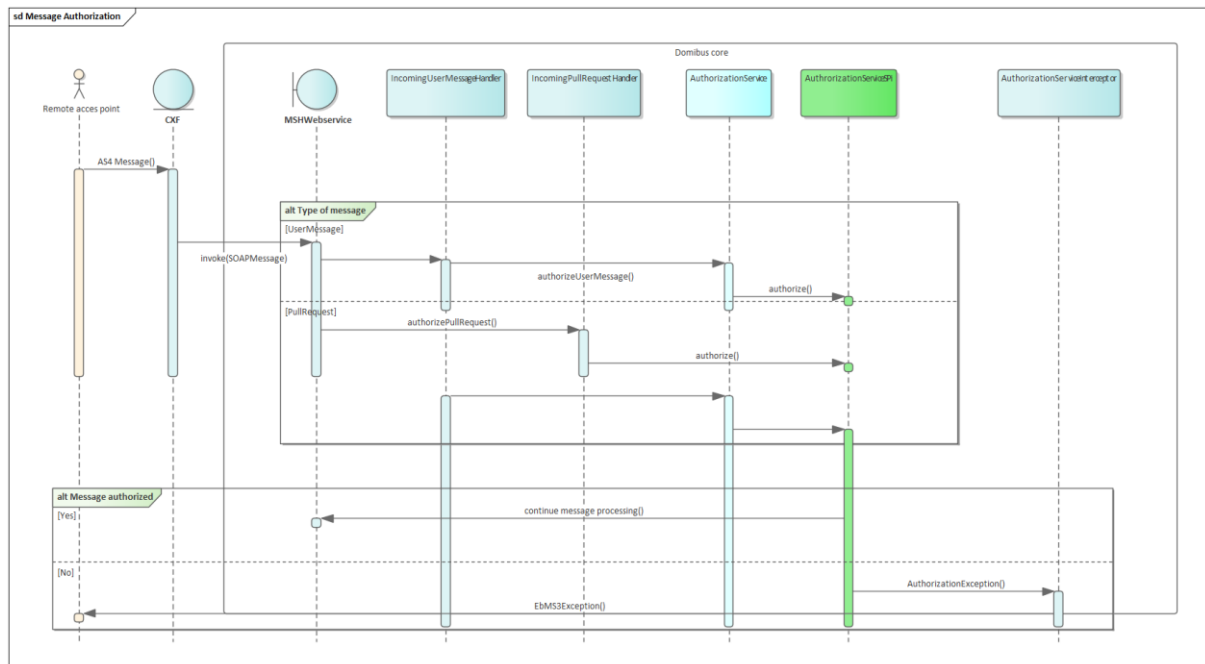 sd Message Authorization
Domibus core
Remote acces point
CXF
MSHWebservice
IncomingUserMessageHandler
IncomingPullRequestHandler
AuthorizationService
AuthrorizationServiceSPI
AuthorizationServiceInterceptor
AS4 Message()
alt Type of message
[UserMessage]
invoke(SOAPMessage)
authorizeUserMessage()
authorize()
[PullRequest]
authorizePullRequest()
authorize()
alt Message authorized
[Yes]
continue message processing()
[No]
AuthorizationException()
EbMS3Exception()